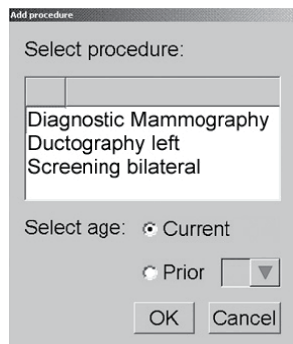 Add procedure
Select procedure:
Diagnostic Mammography
Ductography left
Screening bilateral
Select age: Current
Prior
OK Cancel